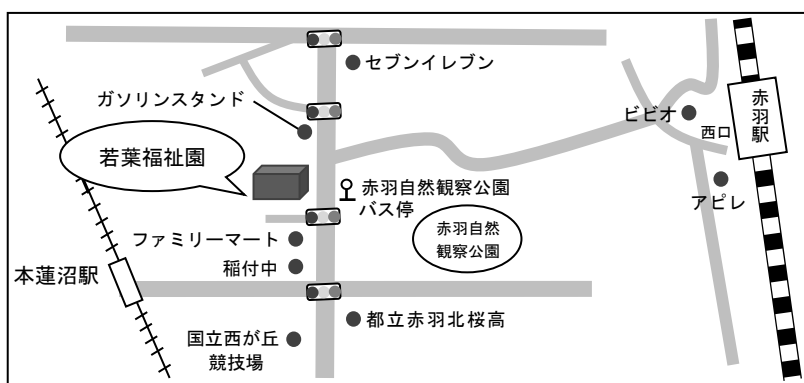 セブンイレブン
ガソリンスタンド
ビビオ
赤羽駅
西口
若葉福祉園
赤羽自然観察公園
バス停
アピレ
ファミリーマート
赤羽自然
観察公園
本蓮沼駅
稲付中
都立赤羽北桜高
国立西が丘
競技場